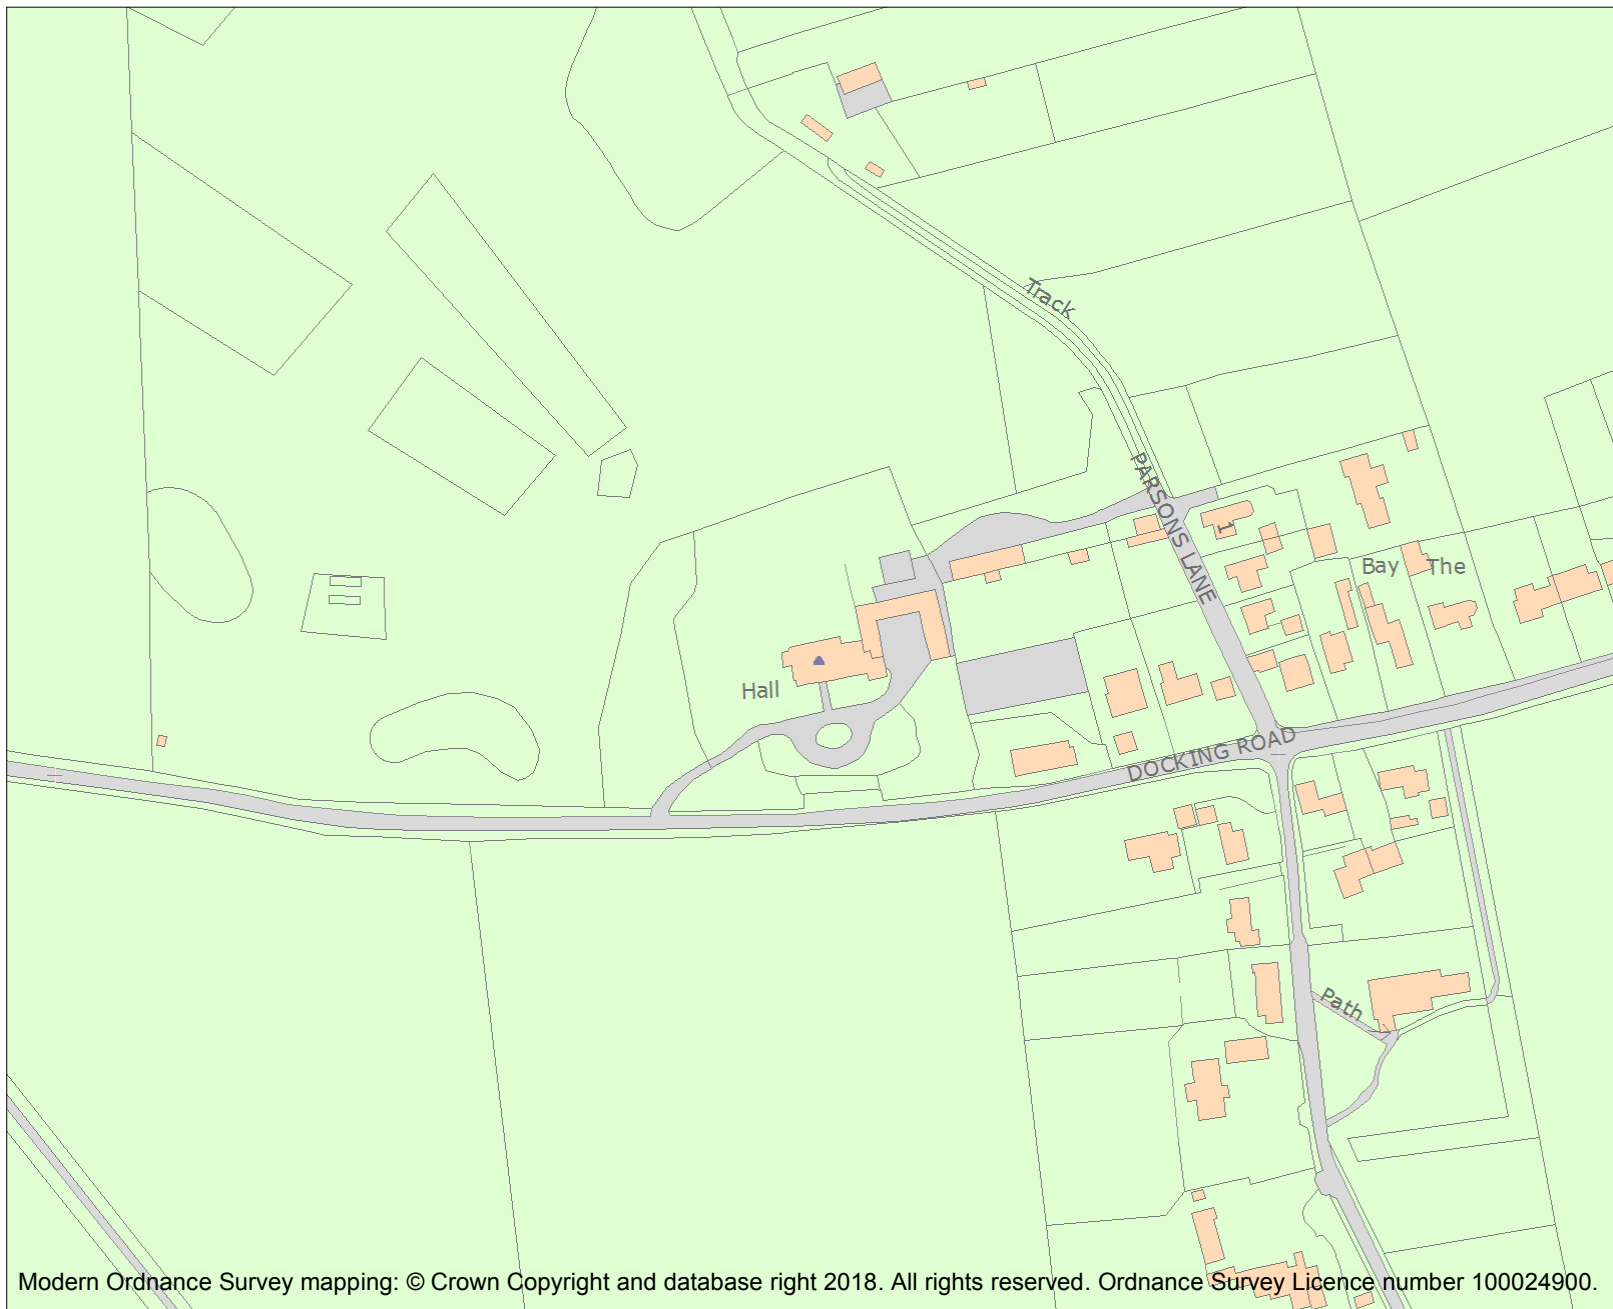 Track
PARSONS LANE
1
Bay The
Hall
DOCKING ROAD
Path
Modern Ordnance Survey mapping: © Crown Copyright and database right 2018. All rights reserved. Ordnance Survey Licence number 100024900.